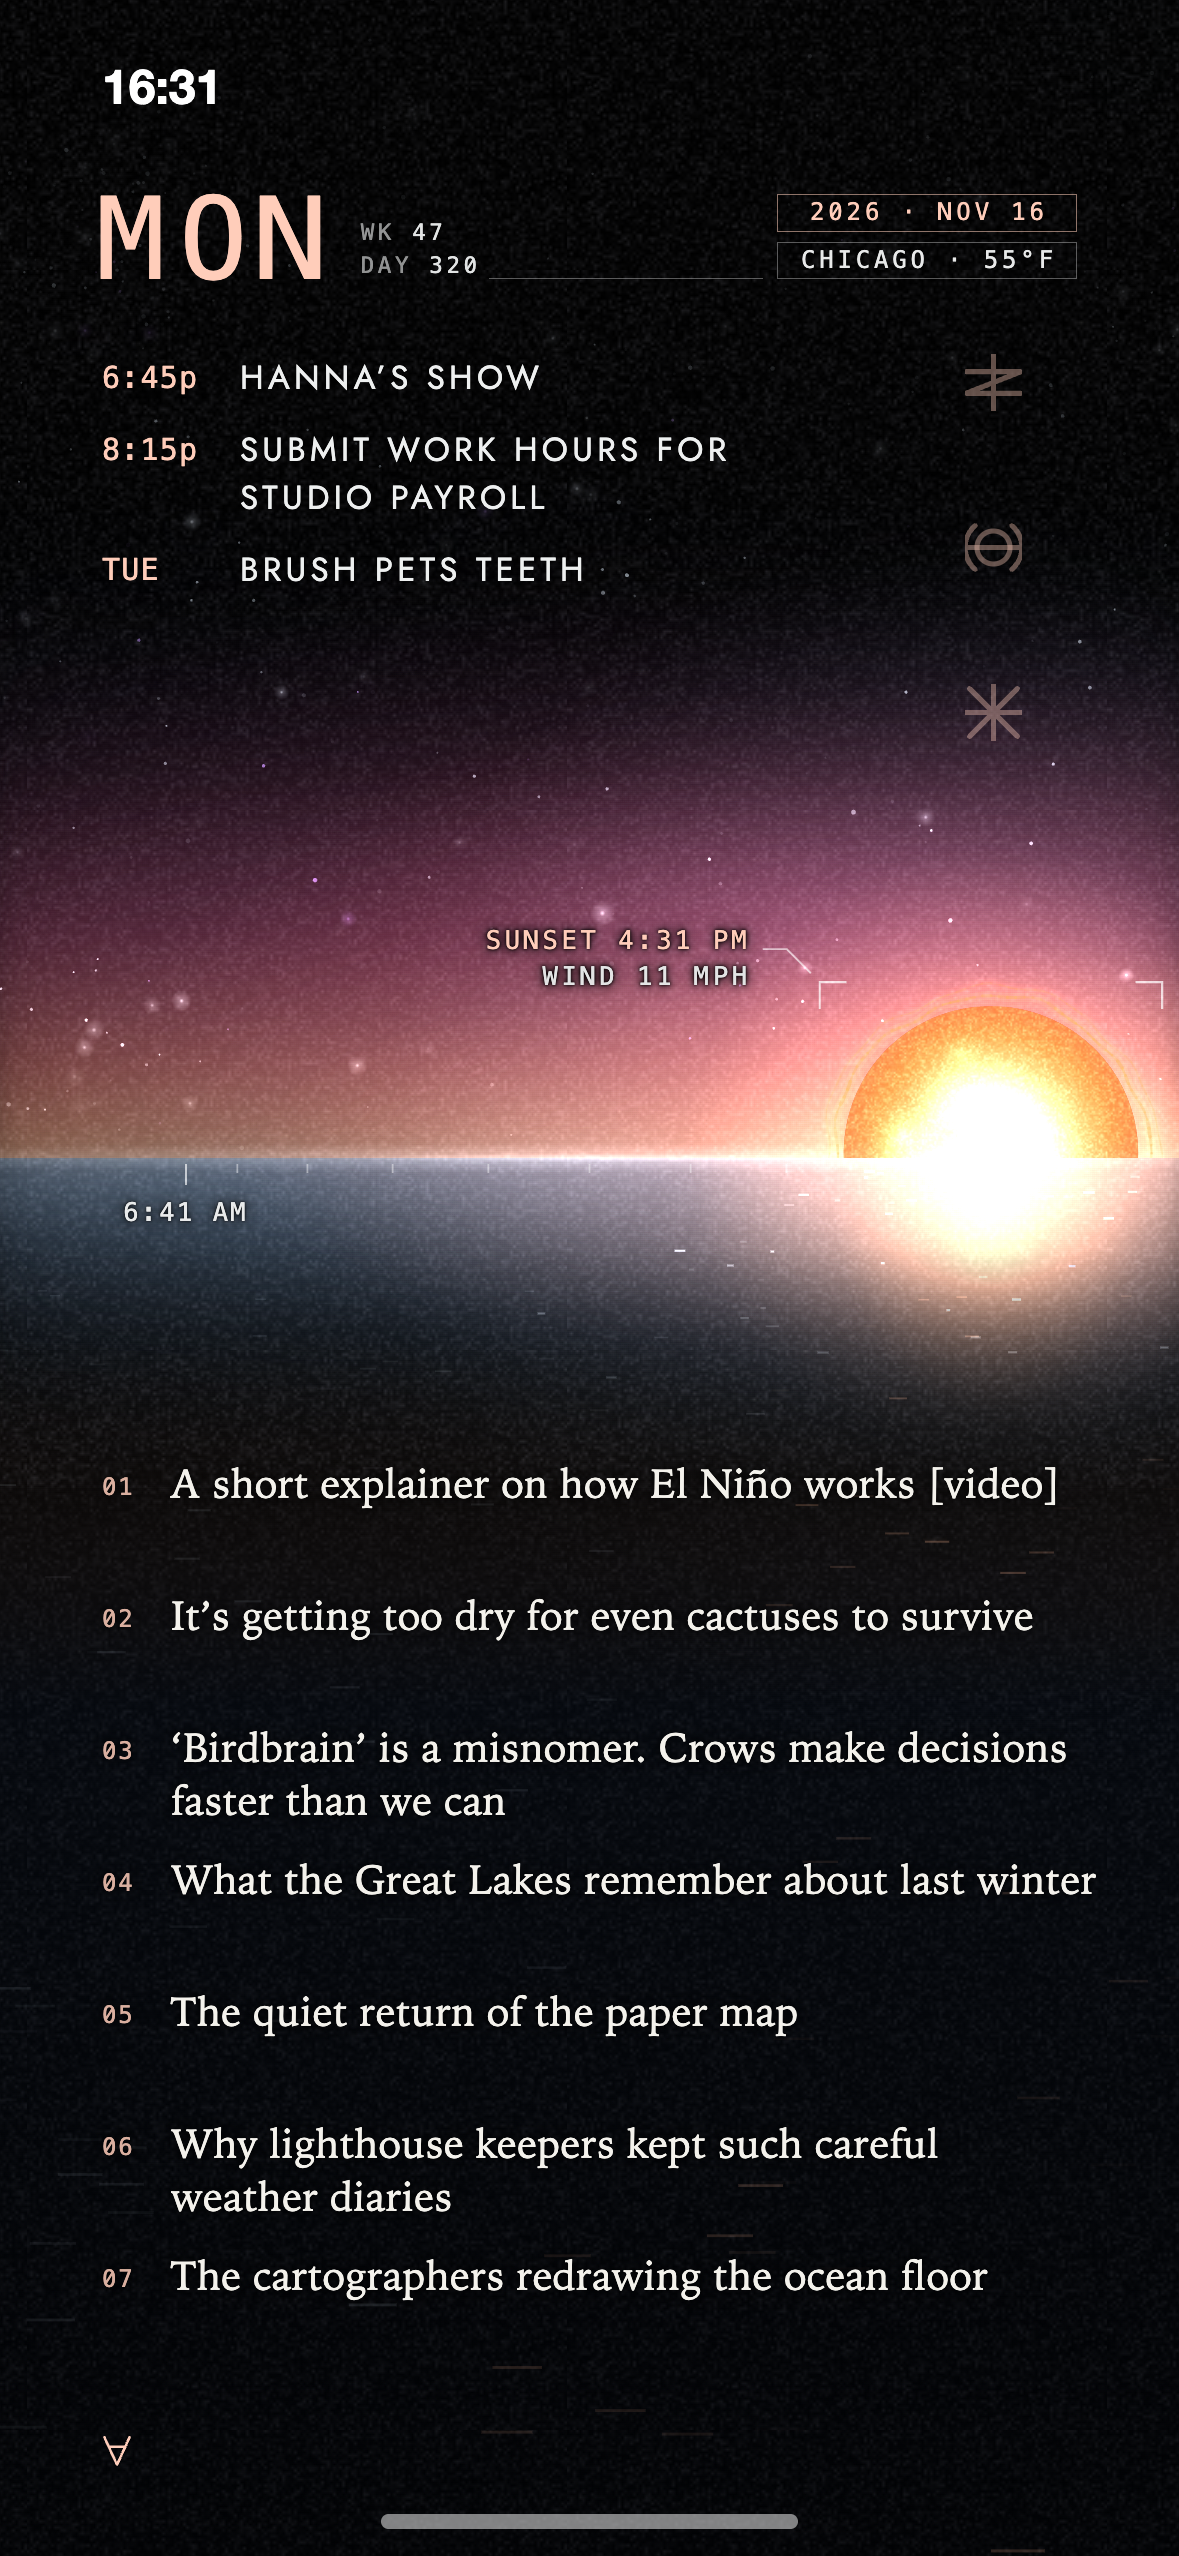 16:31
MON
WK 47
DAY 320
2026 · NOV 16
CHICAGO · 55°F
6:45p HANNA’S SHOW
8:15p SUBMIT WORK HOURS FOR
STUDIO PAYROLL
TUE BRUSH PETS TEETH
SUNSET 4:31 PM
WIND 11 MPH
6:41 AM
01 A short explainer on how El Niño works [video]
02 It’s getting too dry for even cactuses to survive
03 ‘Birdbrain’ is a misnomer. Crows make decisions
faster than we can
04 What the Great Lakes remember about last winter
05 The quiet return of the paper map
06 Why lighthouse keepers kept such careful
weather diaries
07 The cartographers redrawing the ocean floor